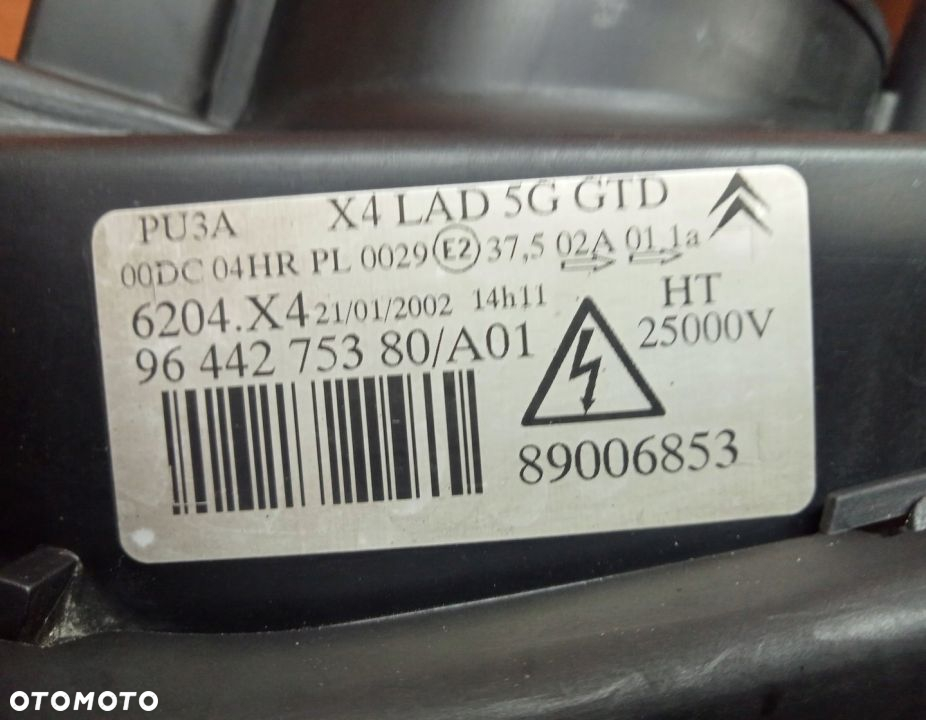 PU3A X4 LAD 5G GTD
00DC 04HR PL 0029 E2 37,5 02A 01.1a
6204.X4 21/01/2002 14h11
HT
96 442 753 80/A01
25000V
89006853
OTOMOTO